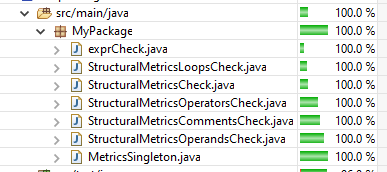 src/main/java 100.0 %
MyPackage 100.0 %
exprCheck.java 100.0 %
StructuralMetricsLoopsCheck.java 100.0 %
StructuralMetricsCheck.java 100.0 %
StructuralMetricsOperatorsCheck.java 100.0 %
StructuralMetricsCommentsCheck.java 100.0 %
StructuralMetricsOperandsCheck.java 100.0 %
MetricsSingleton.java 100.0 %